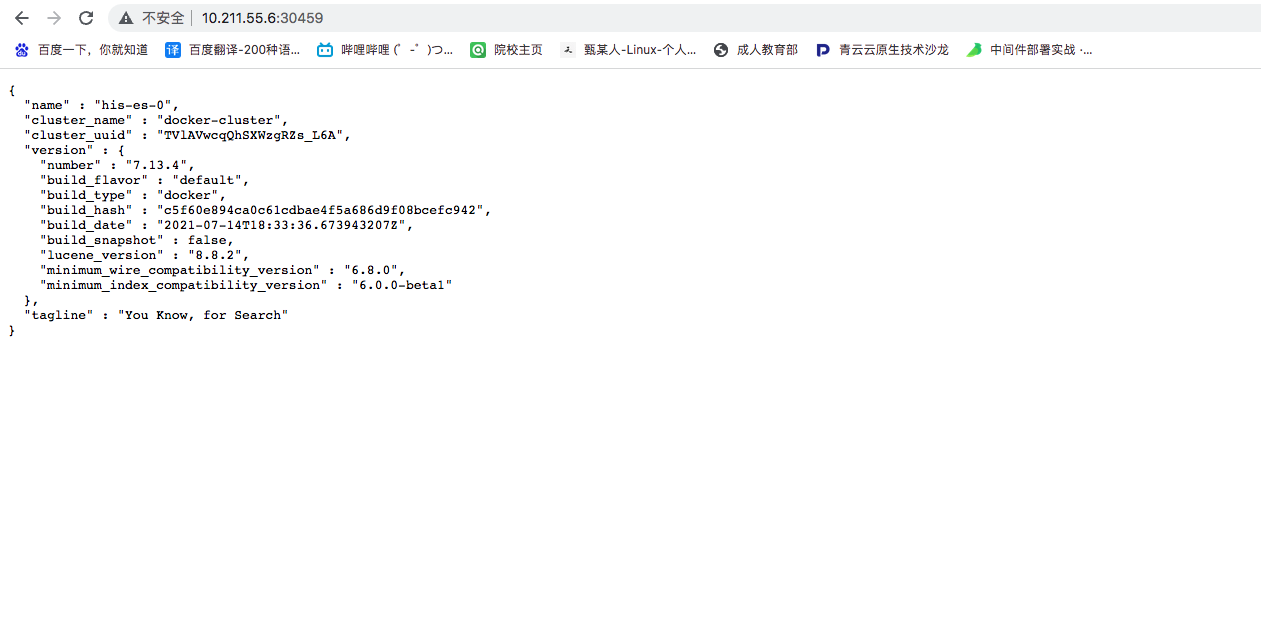 不安全 10.211.55.6:30459
百度一下，你就知道 百度翻译-200种语... 哔哩哔哩 (゜-゜)つ... 院校主页 甄某人-Linux-个人... 成人教育部 青云云原生技术沙龙 中间件部署实战 ·...
{
  "name" : "his-es-0",
  "cluster_name" : "docker-cluster",
  "cluster_uuid" : "TVlAVwcqQhSXWzgRZs_L6A",
  "version" : {
    "number" : "7.13.4",
    "build_flavor" : "default",
    "build_type" : "docker",
    "build_hash" : "c5f60e894ca0c61cdbae4f5a686d9f08bcefc942",
    "build_date" : "2021-07-14T18:33:36.673943207Z",
    "build_snapshot" : false,
    "lucene_version" : "8.8.2",
    "minimum_wire_compatibility_version" : "6.8.0",
    "minimum_index_compatibility_version" : "6.0.0-beta1"
  },
  "tagline" : "You Know, for Search"
}